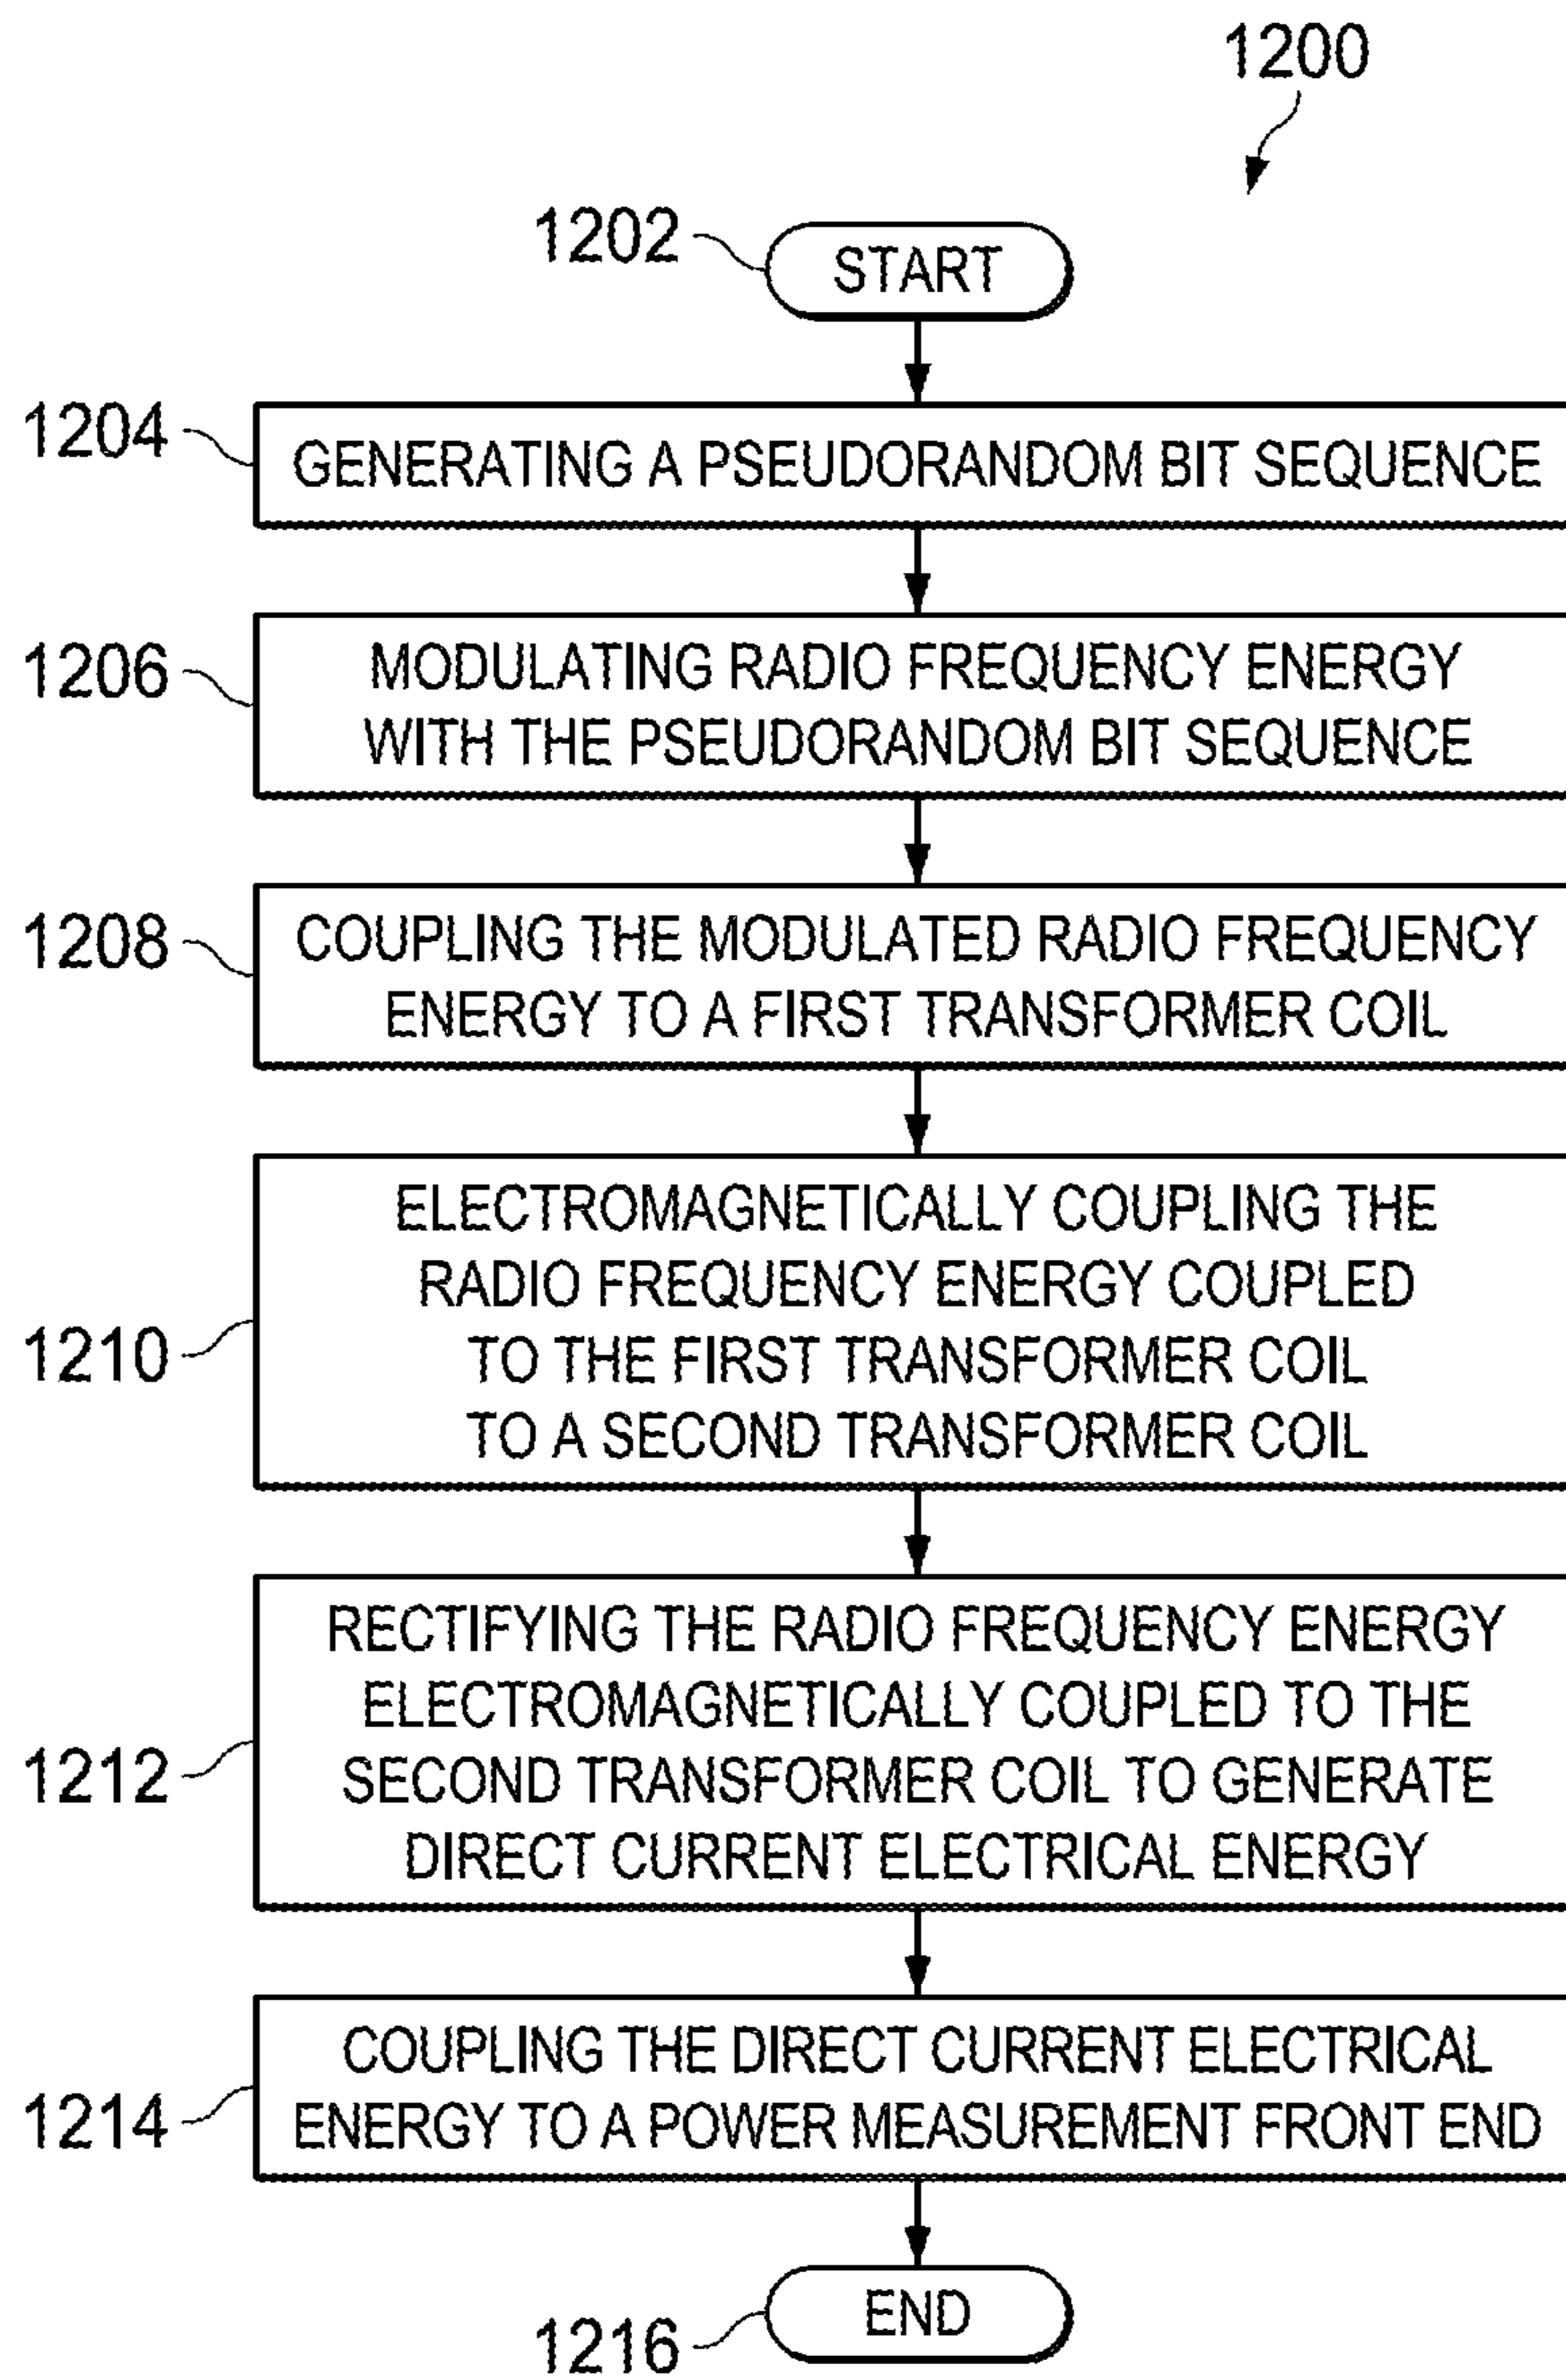 1200
1202
START
1204
GENERATING A PSEUDORANDOM BIT SEQUENCE
1206
MODULATING RADIO FREQUENCY ENERGY
WITH THE PSEUDORANDOM BIT SEQUENCE
1208
COUPLING THE MODULATED RADIO FREQUENCY
ENERGY TO A FIRST TRANSFORMER COIL
1210
ELECTROMAGNETICALLY COUPLING THE
RADIO FREQUENCY ENERGY COUPLED
TO THE FIRST TRANSFORMER COIL
TO A SECOND TRANSFORMER COIL
1212
RECTIFYING THE RADIO FREQUENCY ENERGY
ELECTROMAGNETICALLY COUPLED TO THE
SECOND TRANSFORMER COIL TO GENERATE
DIRECT CURRENT ELECTRICAL ENERGY
1214
COUPLING THE DIRECT CURRENT ELECTRICAL
ENERGY TO A POWER MEASUREMENT FRONT END
END
1216